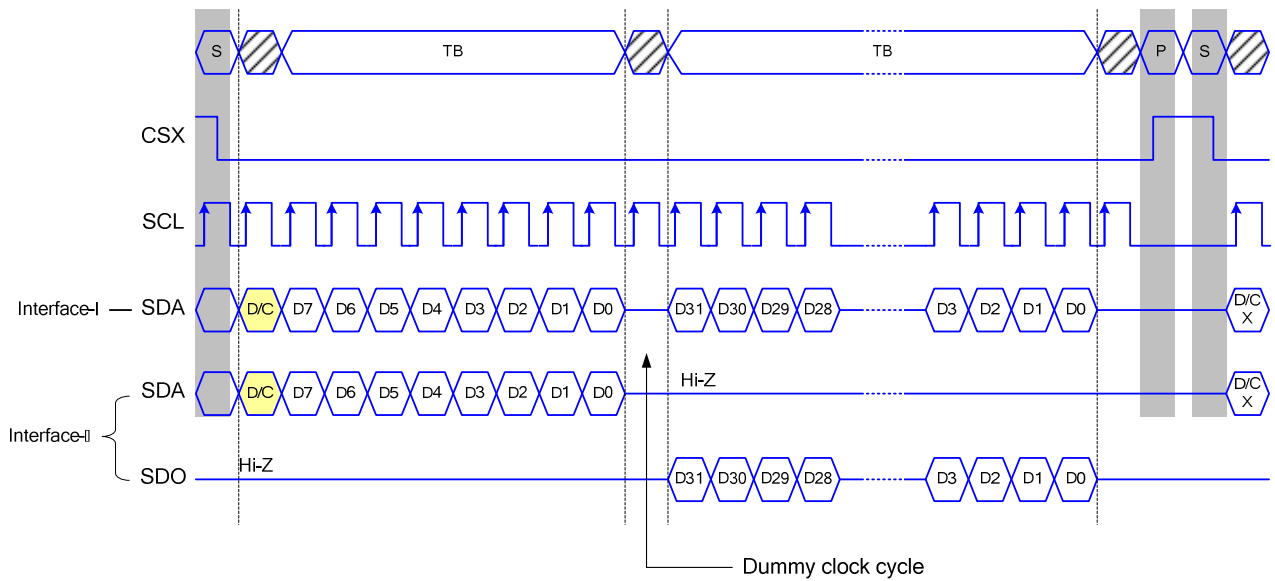 S TB TB P S
CSX
SCL
Interface-I SDA D/C D7 D6 D5 D4 D3 D2 D1 D0 D31 D30 D29 D28 D3 D2 D1 D0 D/C X
SDA D/C D7 D6 D5 D4 D3 D2 D1 D0 Hi-Z D/C X
Interface-
SDO Hi-Z D31 D30 D29 D28 D3 D2 D1 D0
Dummy clock cycle